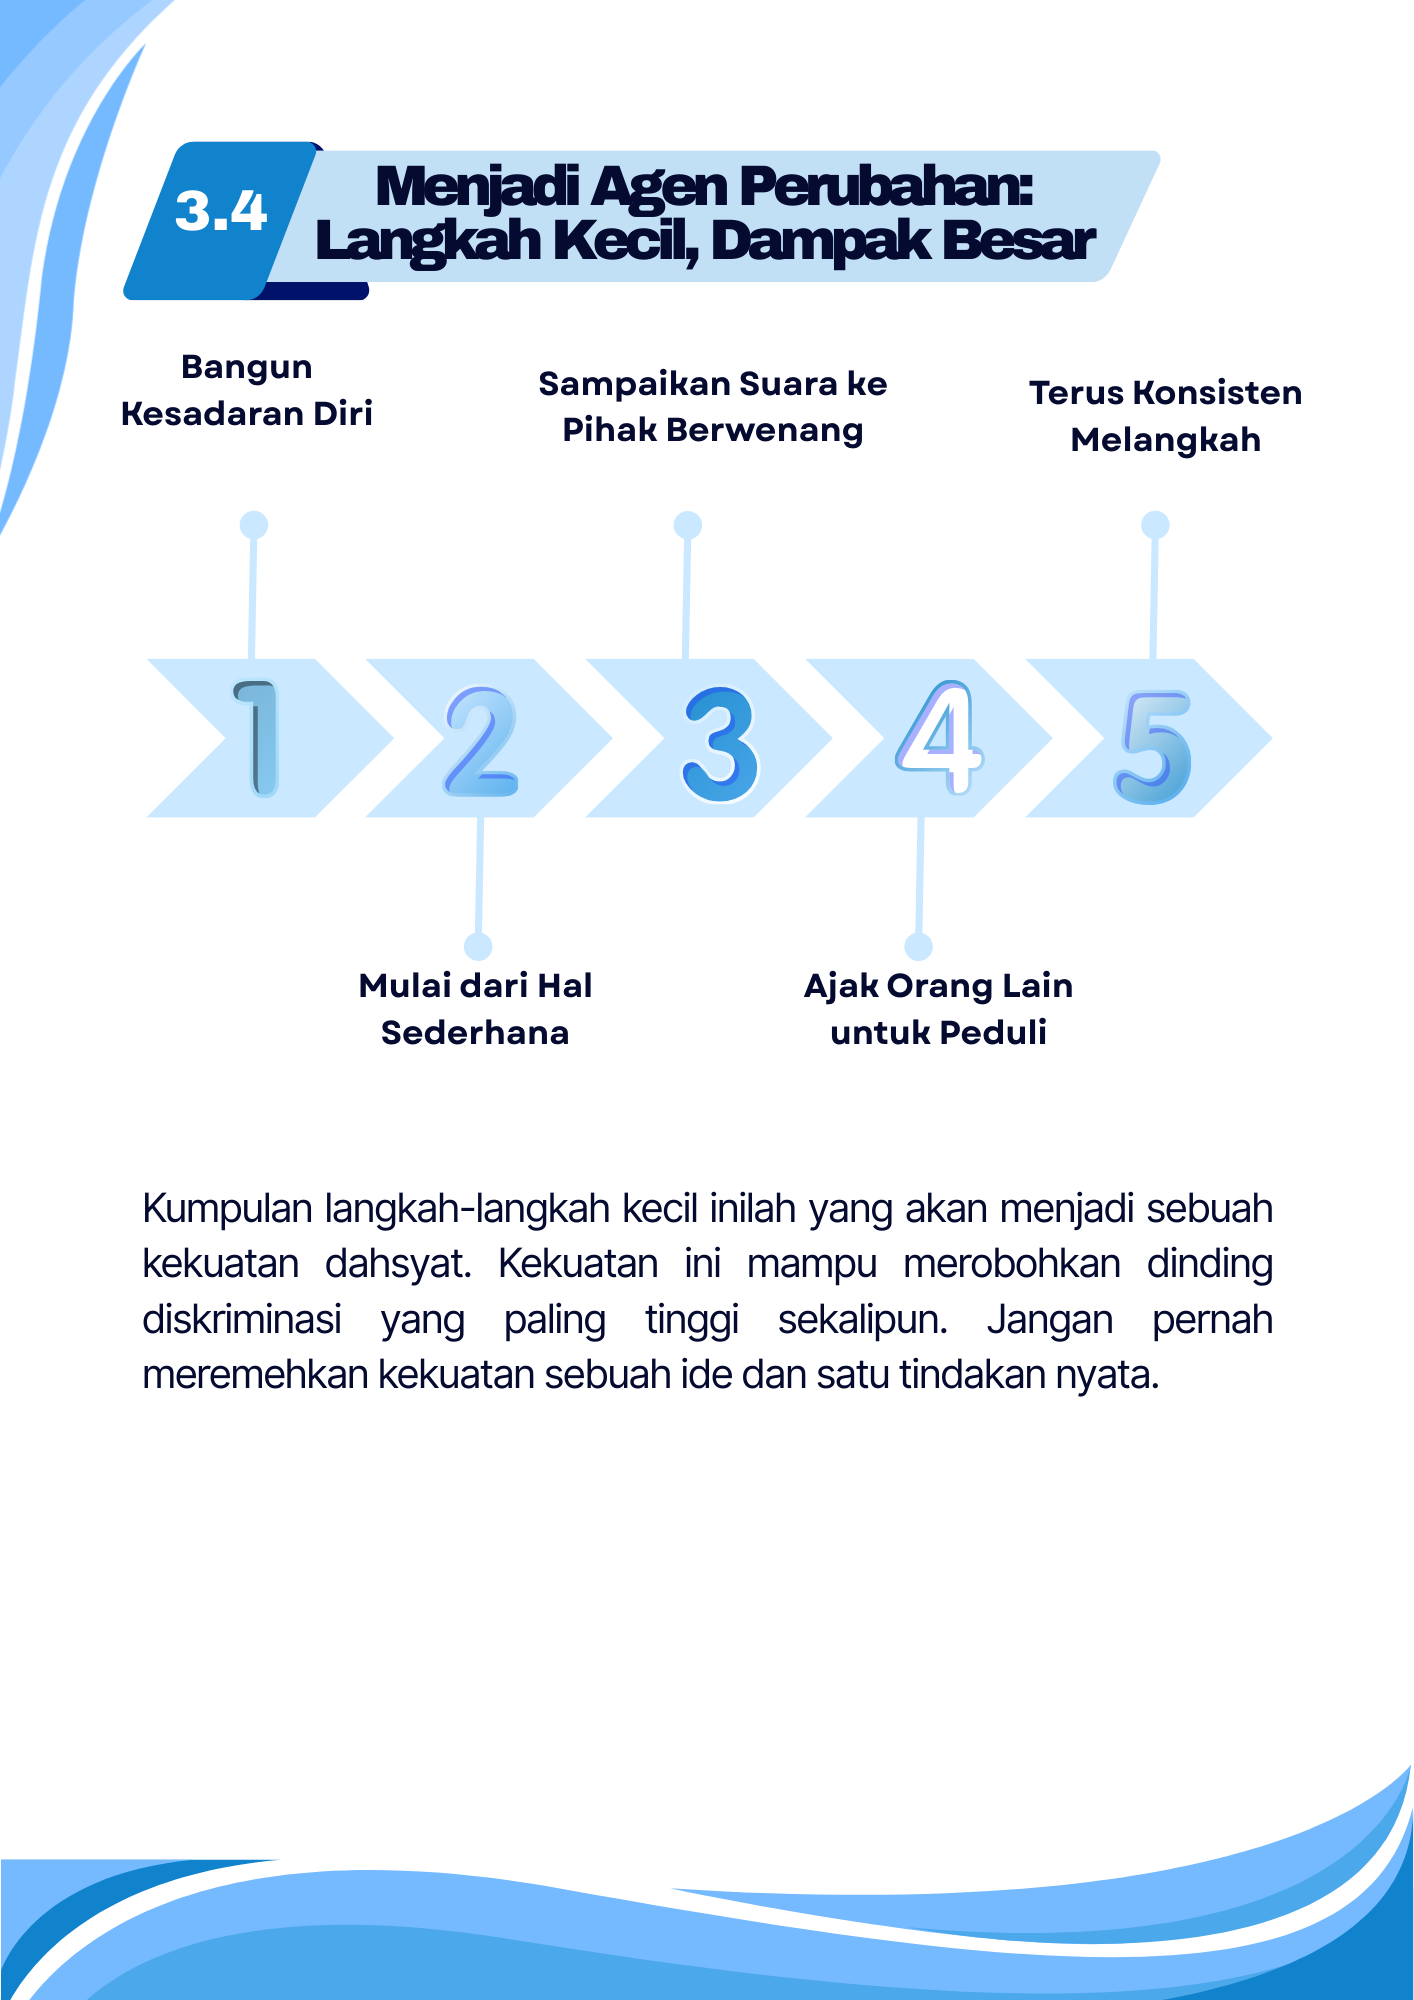 3.4
Menjadi Agen Perubahan:
Langkah Kecil, Dampak Besar
Bangun
Kesadaran Diri
Sampaikan Suara ke
Pihak Berwenang
Terus Konsisten
Melangkah
1 2 3 4 5
Mulai dari Hal
Sederhana
Ajak Orang Lain
untuk Peduli
Kumpulan langkah-langkah kecil inilah yang akan menjadi sebuah
kekuatan dahsyat. Kekuatan ini mampu merobohkan dinding
diskriminasi yang paling tinggi sekalipun. Jangan pernah
meremehkan kekuatan sebuah ide dan satu tindakan nyata.